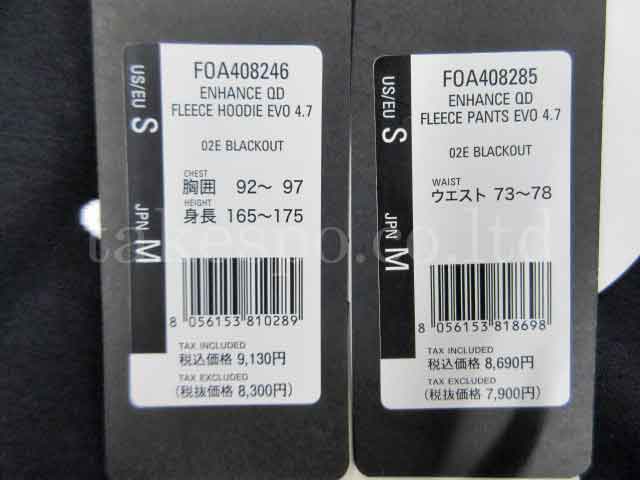 US/EU S
JPN M
FOA408246
ENHANCE QD
FLEECE HOODIE EVO 4.7
02E BLACKOUT
CHEST
胸囲 92～ 97
HEIGHT
身長 165～175
8 056153 810289
TAX INCLUDED
税込価格 9,130円
TAX EXCLUDED
(税抜価格 8,300円)
US/EU S
JPN M
FOA408285
ENHANCE QD
FLEECE PANTS EVO 4.7
02E BLACKOUT
WAIST
ウエスト 73～78
8 056153 818698
TAX INCLUDED
税込価格 8,690円
TAX EXCLUDED
(税抜価格 7,900円)
takespo.co.ltd